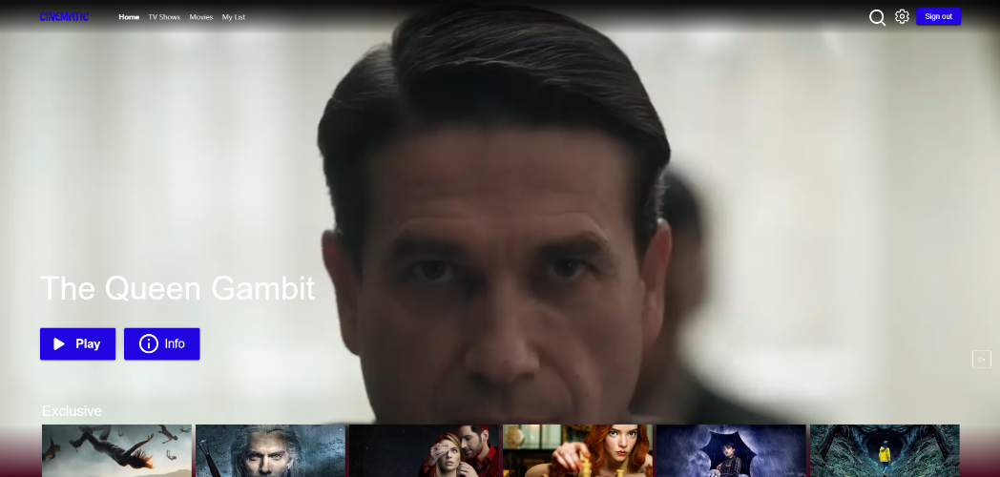 CINEMATIC
Home TV Shows Movies My List
Sign out
The Queen Gambit
Play Info
Exclusive